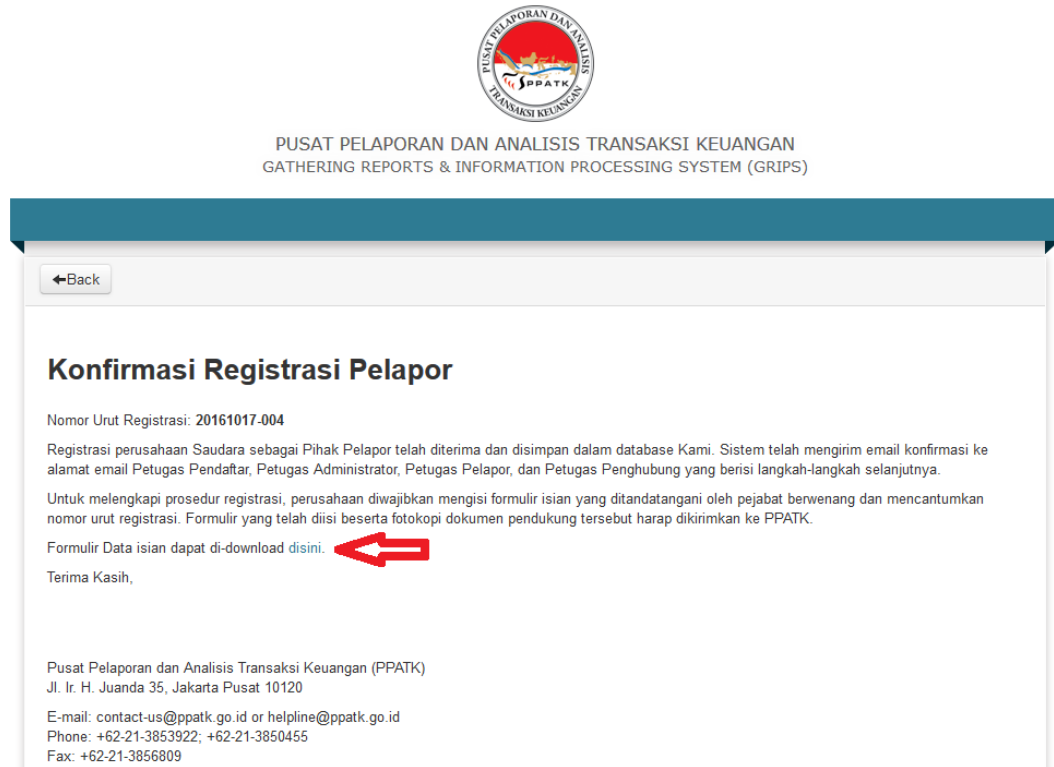 PUSAT PELAPORAN DAN ANALISIS
TRANSAKSI KEUANGAN
PPATK
PUSAT PELAPORAN DAN ANALISIS TRANSAKSI KEUANGAN
GATHERING REPORTS & INFORMATION PROCESSING SYSTEM (GRIPS)
Back
Konfirmasi Registrasi Pelapor
Nomor Urut Registrasi: 20161017-004
Registrasi perusahaan Saudara sebagai Pihak Pelapor telah diterima dan disimpan dalam database Kami. Sistem telah mengirim email konfirmasi ke
alamat email Petugas Pendaftar, Petugas Administrator, Petugas Pelapor, dan Petugas Penghubung yang berisi langkah-langkah selanjutnya.
Untuk melengkapi prosedur registrasi, perusahaan diwajibkan mengisi formulir isian yang ditandatangani oleh pejabat berwenang dan mencantumkan
nomor urut registrasi. Formulir yang telah diisi beserta fotokopi dokumen pendukung tersebut harap dikirimkan ke PPATK.
Formulir Data isian dapat di-download disini.
Terima Kasih,
Pusat Pelaporan dan Analisis Transaksi Keuangan (PPATK)
Jl. Ir. H. Juanda 35, Jakarta Pusat 10120
E-mail: contact-us@ppatk.go.id or helpline@ppatk.go.id
Phone: +62-21-3853922; +62-21-3850455
Fax: +62-21-3856809